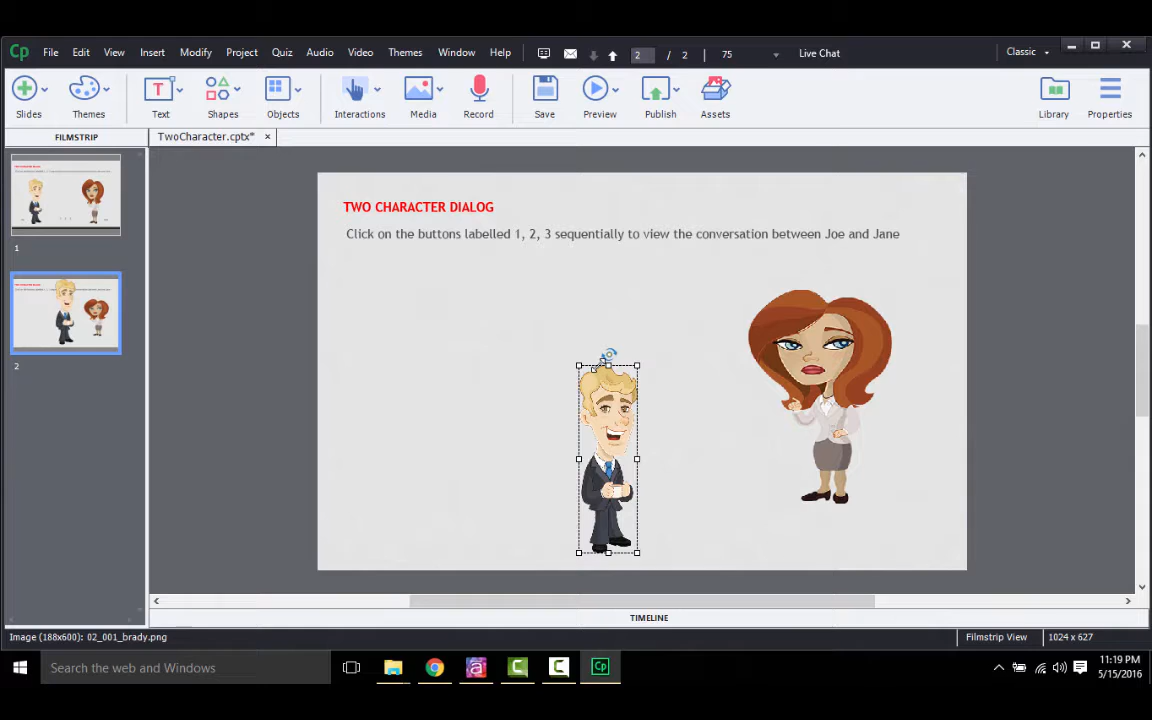 Cp File Edit View Insert Modify Project Quiz Audio Video Themes Window Help 2 / 2 75 Live Chat Classic
Slides Themes Text Shapes Objects Interactions Media Record Save Preview Publish Assets Library Properties
FILMSTRIP TwoCharacter.cptx* ×
TWO CHARACTER DIALOG
Click on the buttons labelled 1, 2, 3 sequentially to view the conversation between Joe and Jane
1
2
TIMELINE
Image (188x600): 02_001_brady.png Filmstrip View 1024 x 627
Search the web and Windows
Cp
11:19 PM
5/15/2016